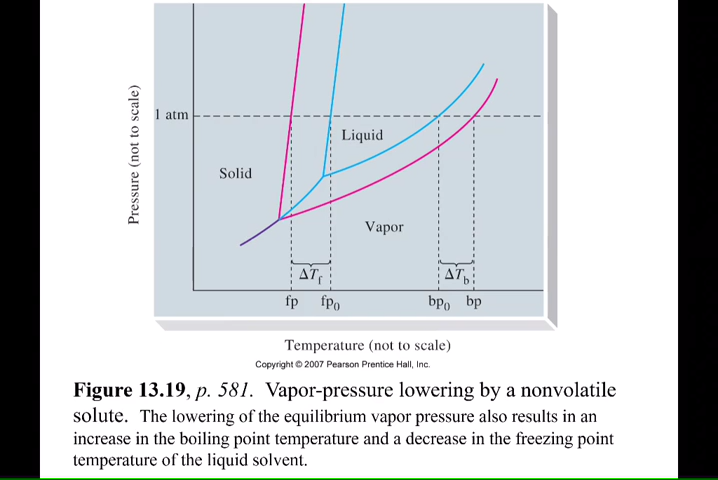 Pressure (not to scale)
1 atm
Liquid
Solid
Vapor
ΔTf
ΔTb
fp
fp0
bp0
bp
Temperature (not to scale)
Copyright © 2007 Pearson Prentice Hall, Inc.
Figure 13.19, p. 581. Vapor-pressure lowering by a nonvolatile
solute. The lowering of the equilibrium vapor pressure also results in an
increase in the boiling point temperature and a decrease in the freezing point
temperature of the liquid solvent.